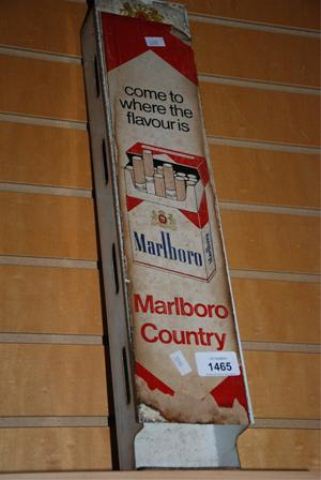 come to
where the
flavour is
Marlboro
Marlboro
Country
1465